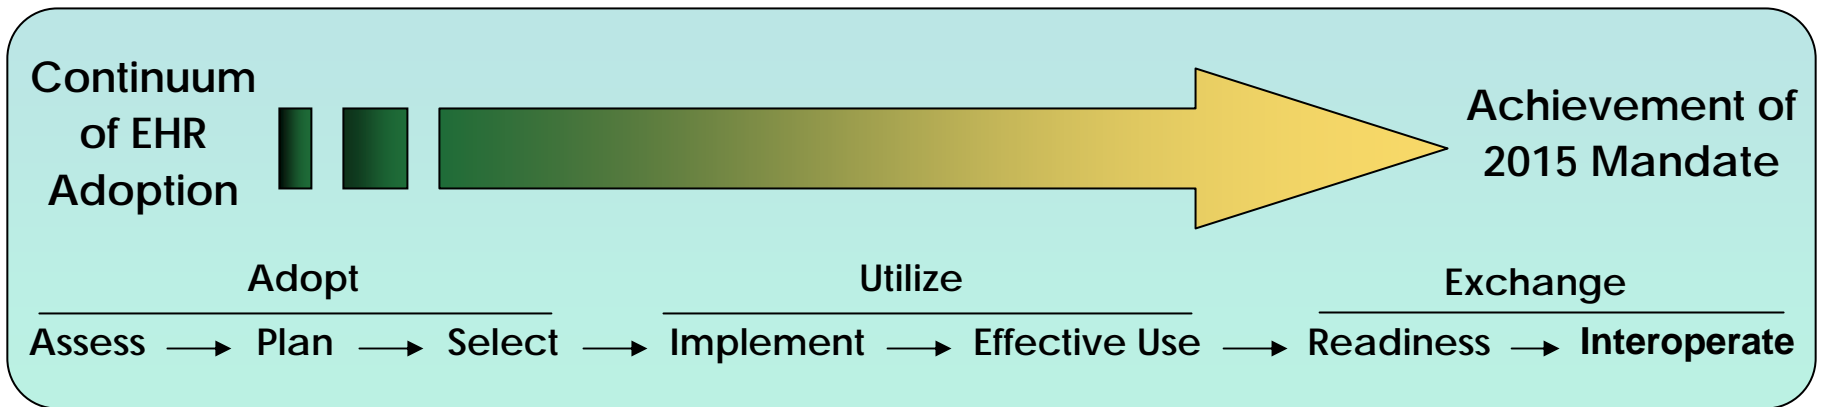 Continuum
of EHR
Adoption
Achievement of
2015 Mandate
Adopt
Utilize
Exchange
Assess
Plan
Select
Implement
Effective Use
Readiness
Interoperate